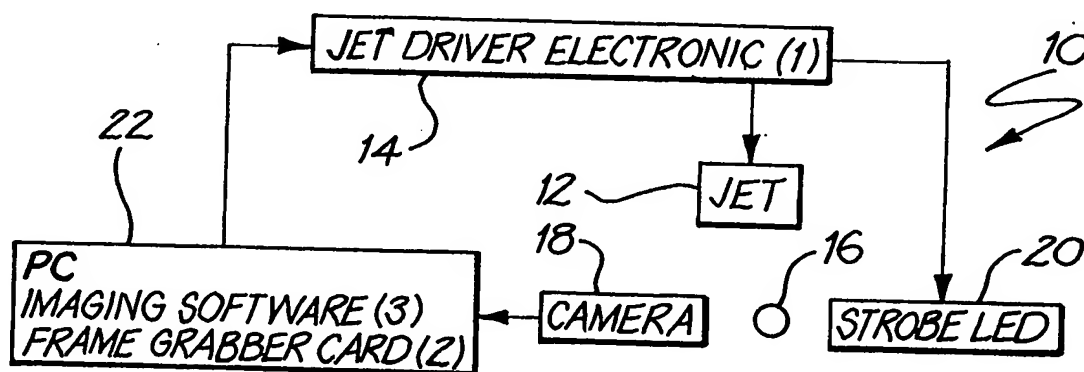 JET DRIVER ELECTRONIC (1)
10
22
14
12
JET
18
16
20
PC
IMAGING SOFTWARE (3)
FRAME GRABBER CARD (2)
CAMERA
STROBE LED